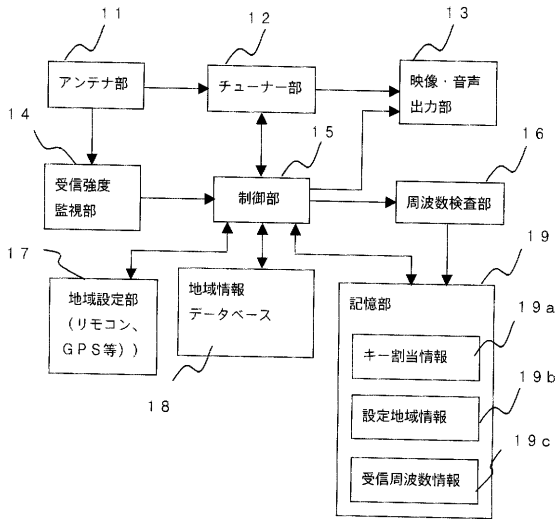 11
12
13
アンテナ部
チューナー部
映像・音声
出力部
14
15
16
受信強度
監視部
制御部
周波数検査部
17
19
地域設定部
(リモコン、
GPS等))
地域情報
データベース
18
記憶部
19a
キー割当情報
19b
設定地域情報
19c
受信周波数情報